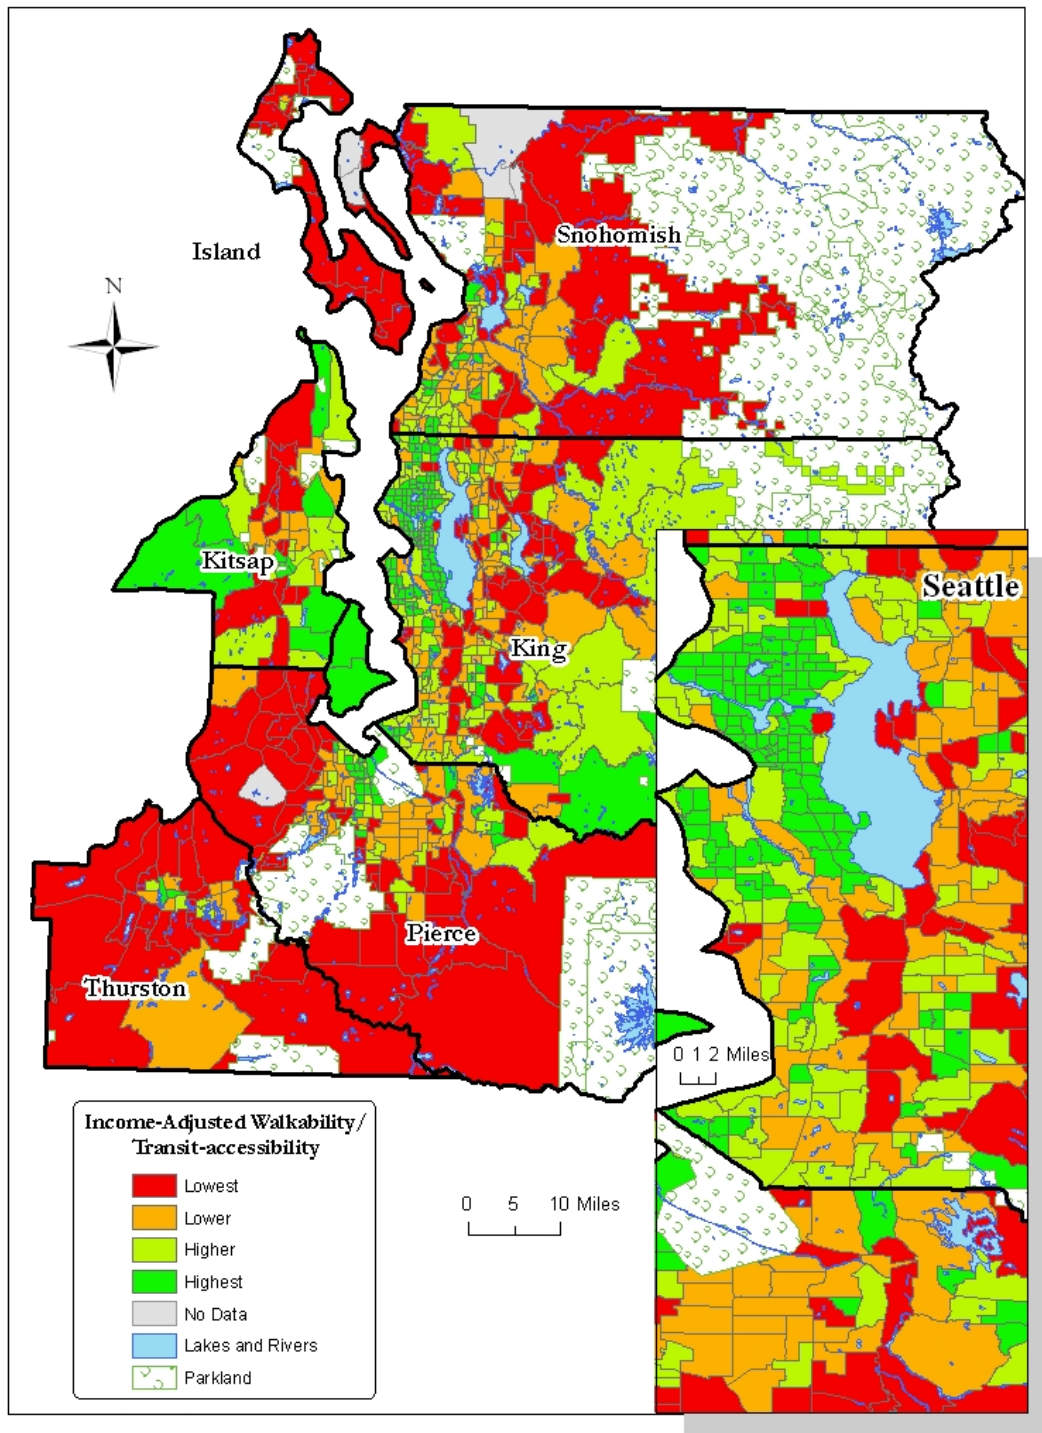 Island
Snohomish
N
Kitsap
King
Seattle
Pierce
Thurston
0 1 2 Miles
Income-Adjusted Walkability/
Transit-accessibility
Lowest
Lower
Higher
Highest
No Data
Lakes and Rivers
Parkland
0 5 10 Miles